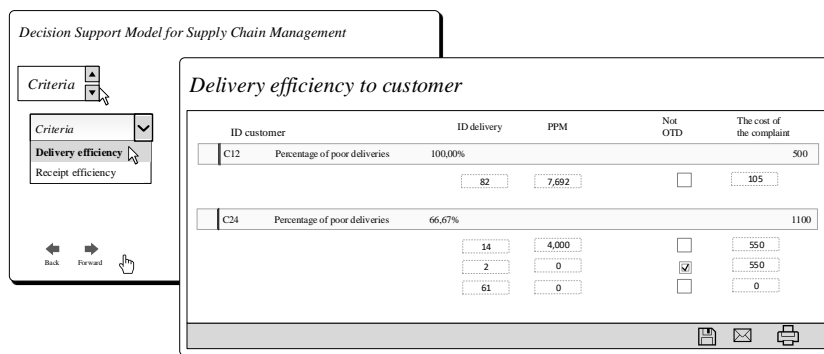 Decision Support Model for Supply Chain Management
Criteria
Criteria
Delivery efficiency
Receipt efficiency
Back Forward
Delivery efficiency to customer
ID customer ID delivery PPM Not OTD The cost of the complaint
C12 Percentage of poor deliveries 100,00% 500
82 7,692 105
C24 Percentage of poor deliveries 66,67% 1100
14 4,000 550
2 0 550
61 0 0